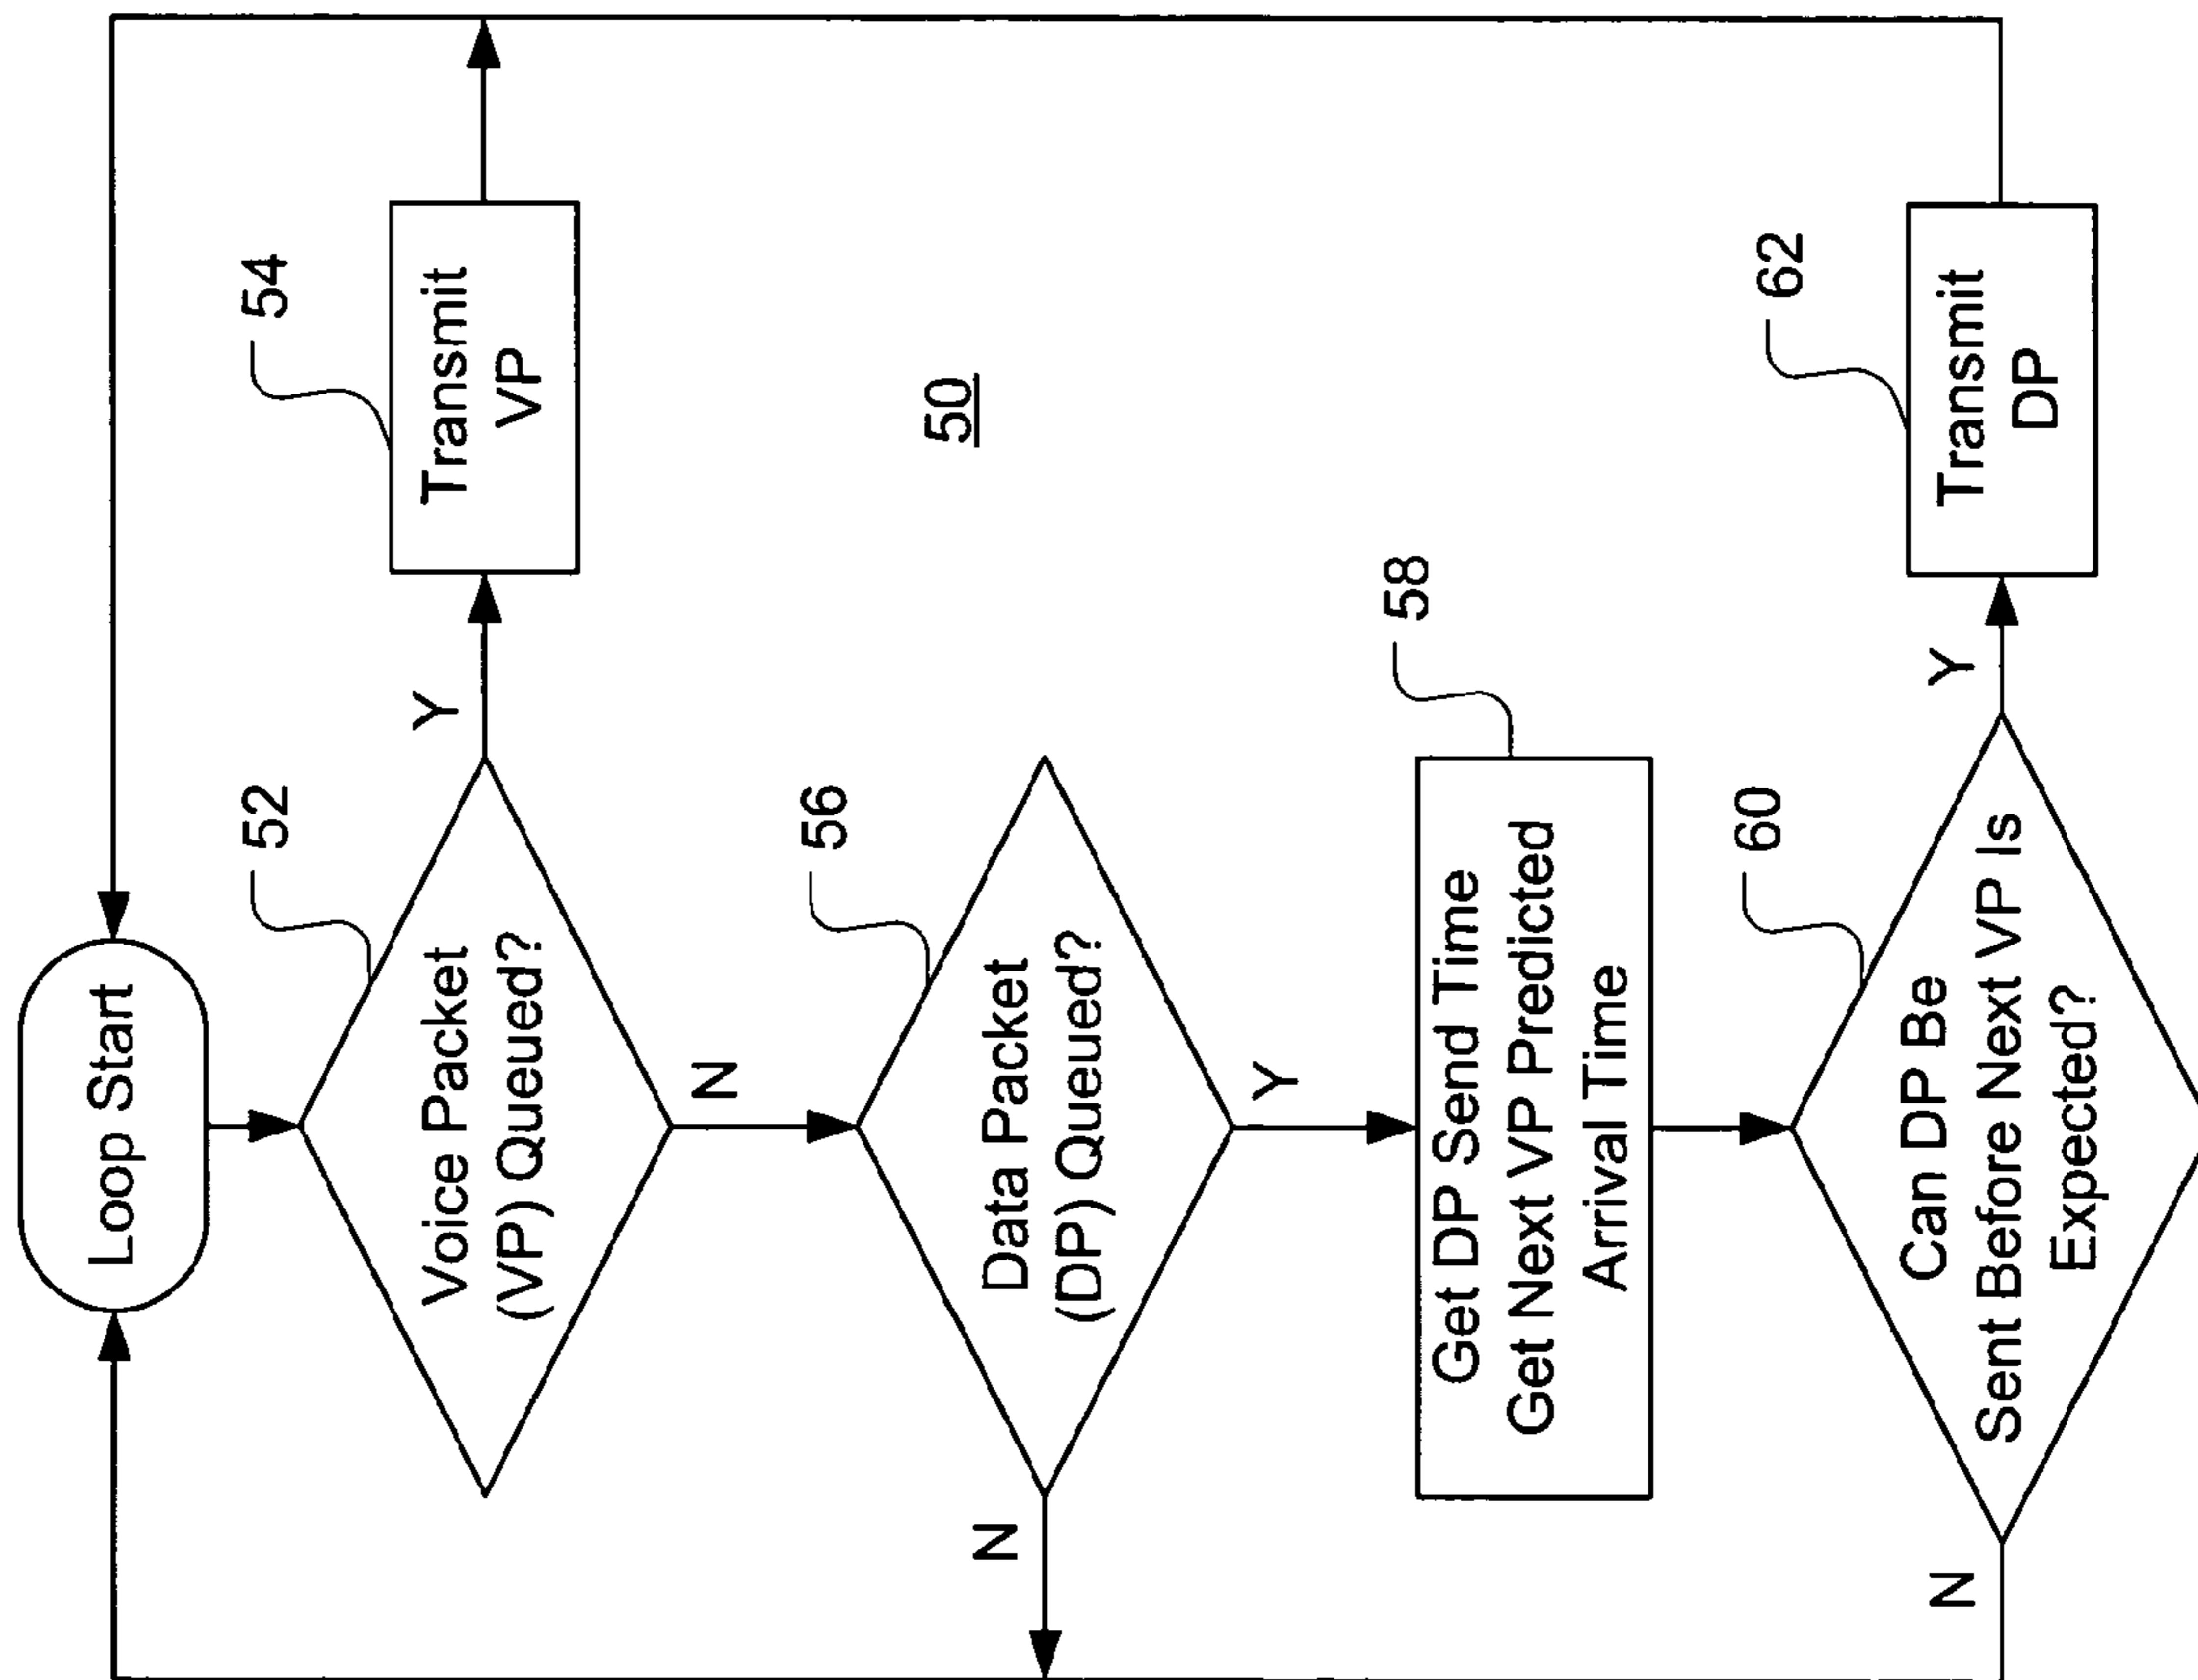 Loop Start
52
Voice Packet
(VP) Queued?
Y
54
Transmit
VP
N
56
Data Packet
(DP) Queued?
N
Y
50
58
Get DP Send Time
Get Next VP Predicted
Arrival Time
60
Can DP Be
Sent Before Next VP Is
Expected?
N
Y
62
Transmit
DP